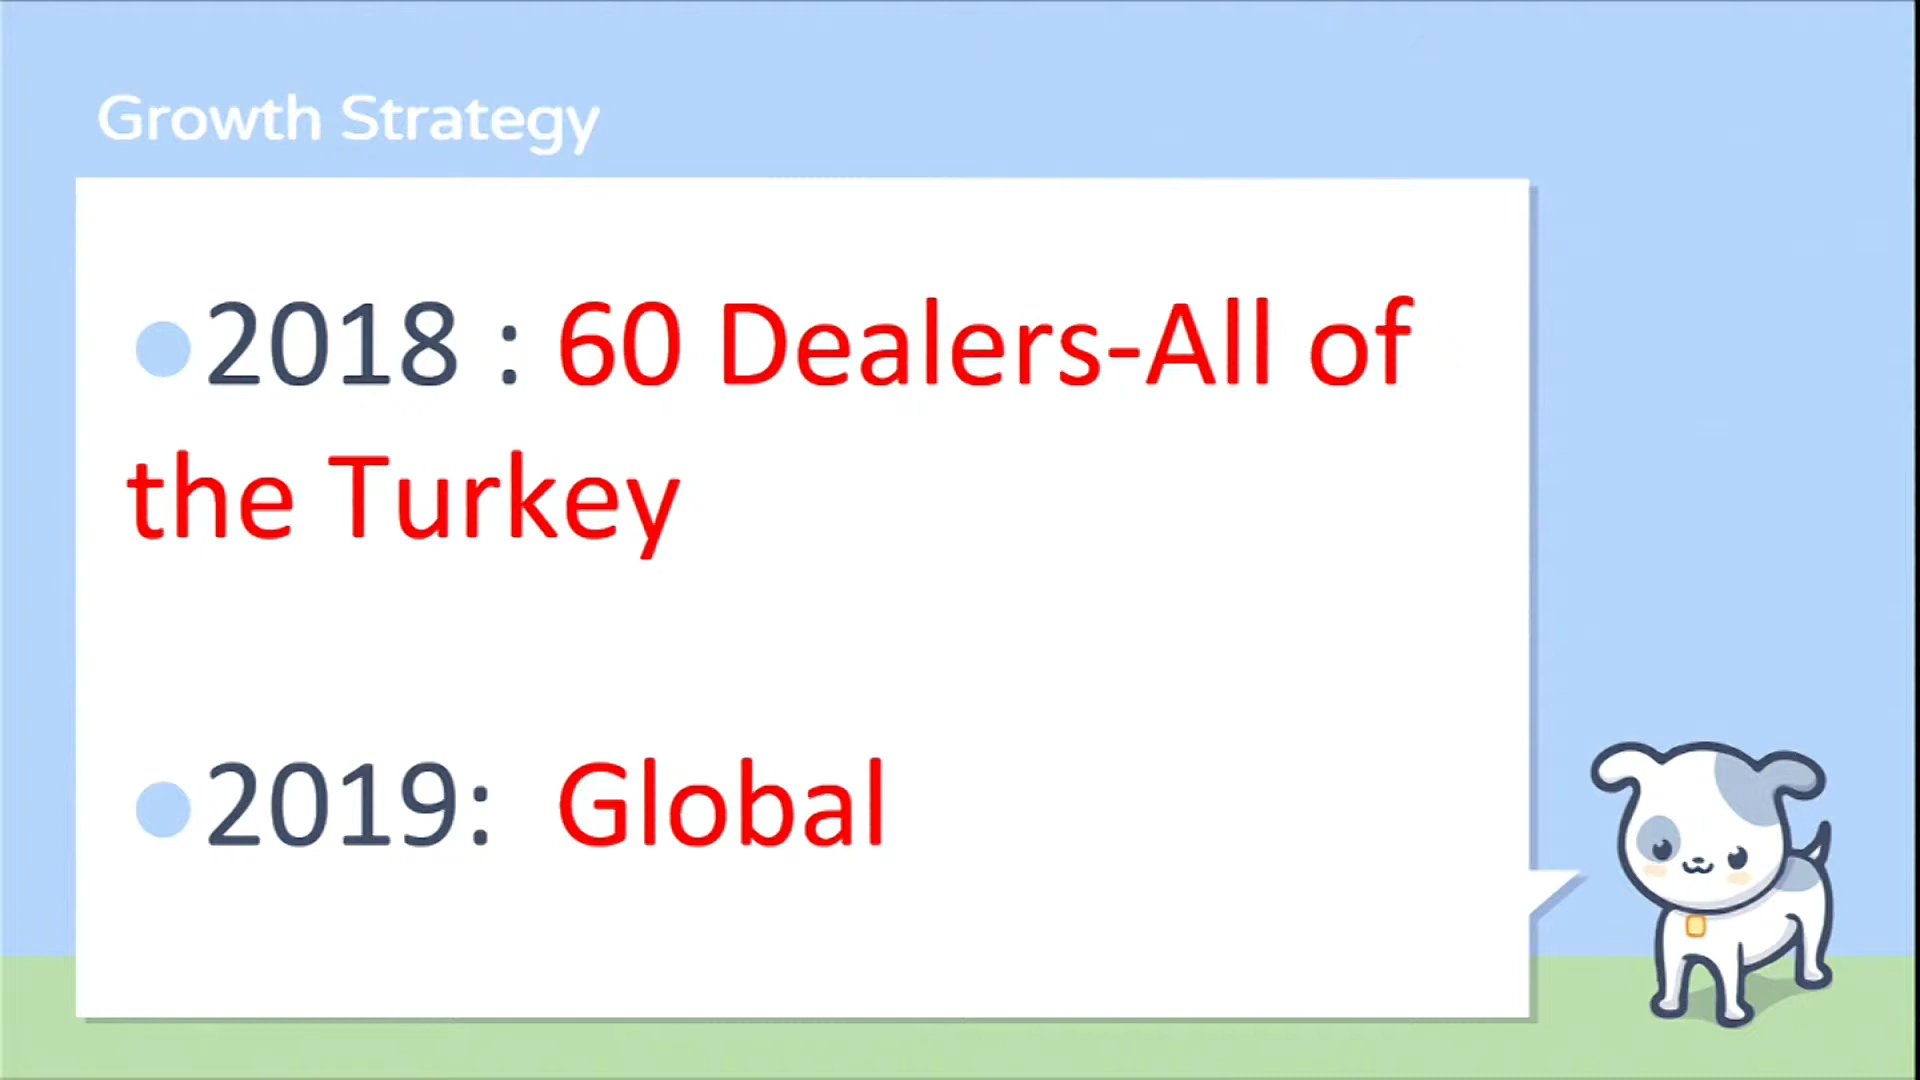 Growth Strategy
2018 : 60 Dealers-All of
the Turkey
2019: Global